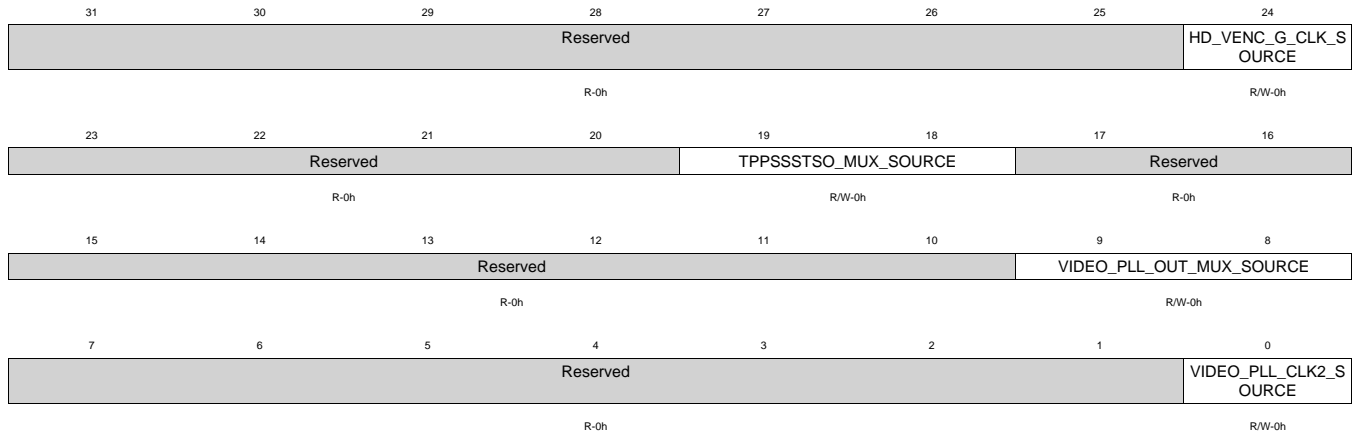 31 30 29 28 27 26 25 24
Reserved HD_VENC_G_CLK_S
OURCE
R-0h R/W-0h
23 22 21 20 19 18 17 16
Reserved TPPSSSTSO_MUX_SOURCE Reserved
R-0h R/W-0h R-0h
15 14 13 12 11 10 9 8
Reserved VIDEO_PLL_OUT_MUX_SOURCE
R-0h R/W-0h
7 6 5 4 3 2 1 0
Reserved VIDEO_PLL_CLK2_S
OURCE
R-0h R/W-0h